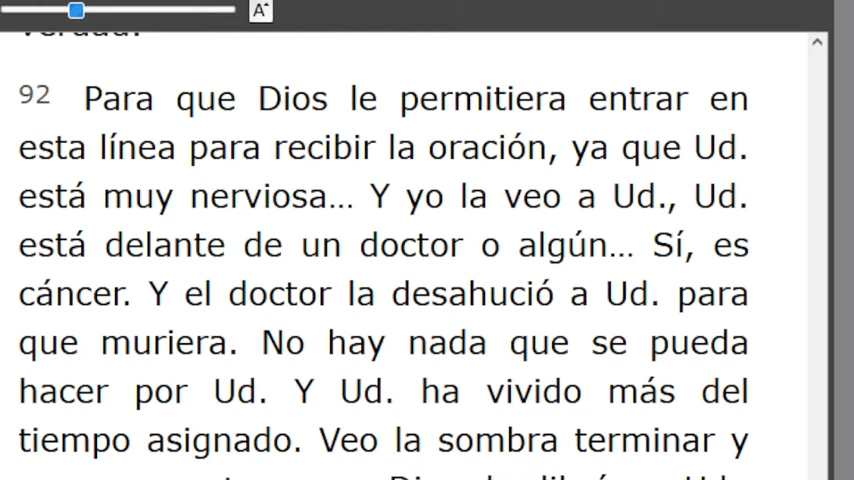 A
verdad.
92 Para que Dios le permitiera entrar en
esta línea para recibir la oración, ya que Ud.
está muy nerviosa... Y yo la veo a Ud., Ud.
está delante de un doctor o algún... Sí, es
cáncer. Y el doctor la desahució a Ud. para
que muriera. No hay nada que se pueda
hacer por Ud. Y Ud. ha vivido más del
tiempo asignado. Veo la sombra terminar y